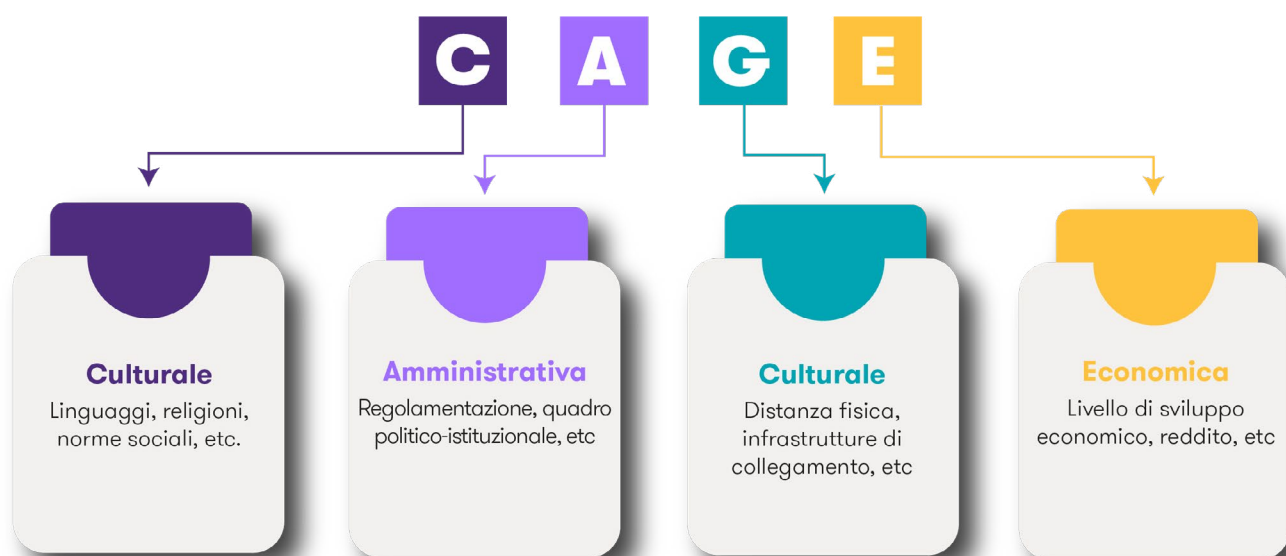 C A G E
Culturale
Linguaggi, religioni,
norme sociali, etc.
Amministrativa
Regolamentazione, quadro
politico-istituzionale, etc
Culturale
Distanza fisica,
infrastrutture di
collegamento, etc
Economica
Livello di sviluppo
economico, reddito, etc